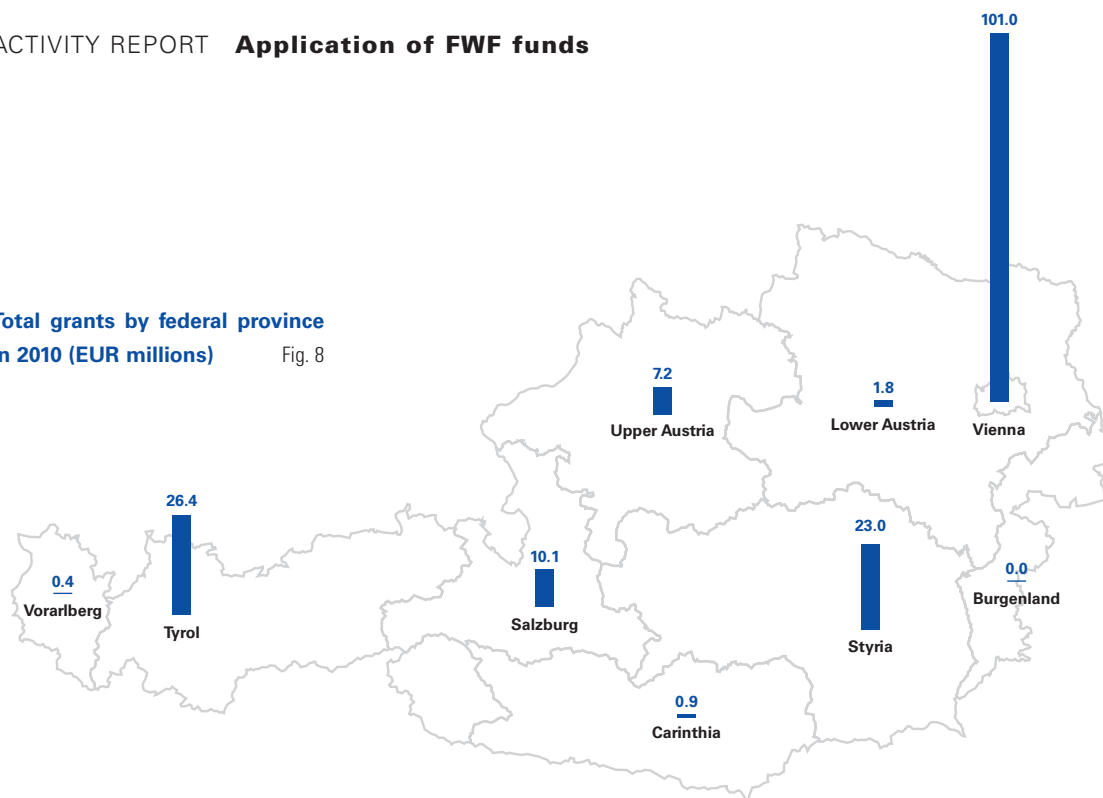 ACTIVITY REPORT Application of FWF funds
101.0
Total grants by federal province
in 2010 (EUR millions) Fig. 8
7.2
Upper Austria
1.8
Lower Austria
Vienna
26.4
Tyrol
0.4
Vorarlberg
10.1
Salzburg
23.0
Styria
0.0
Burgenland
0.9
Carinthia